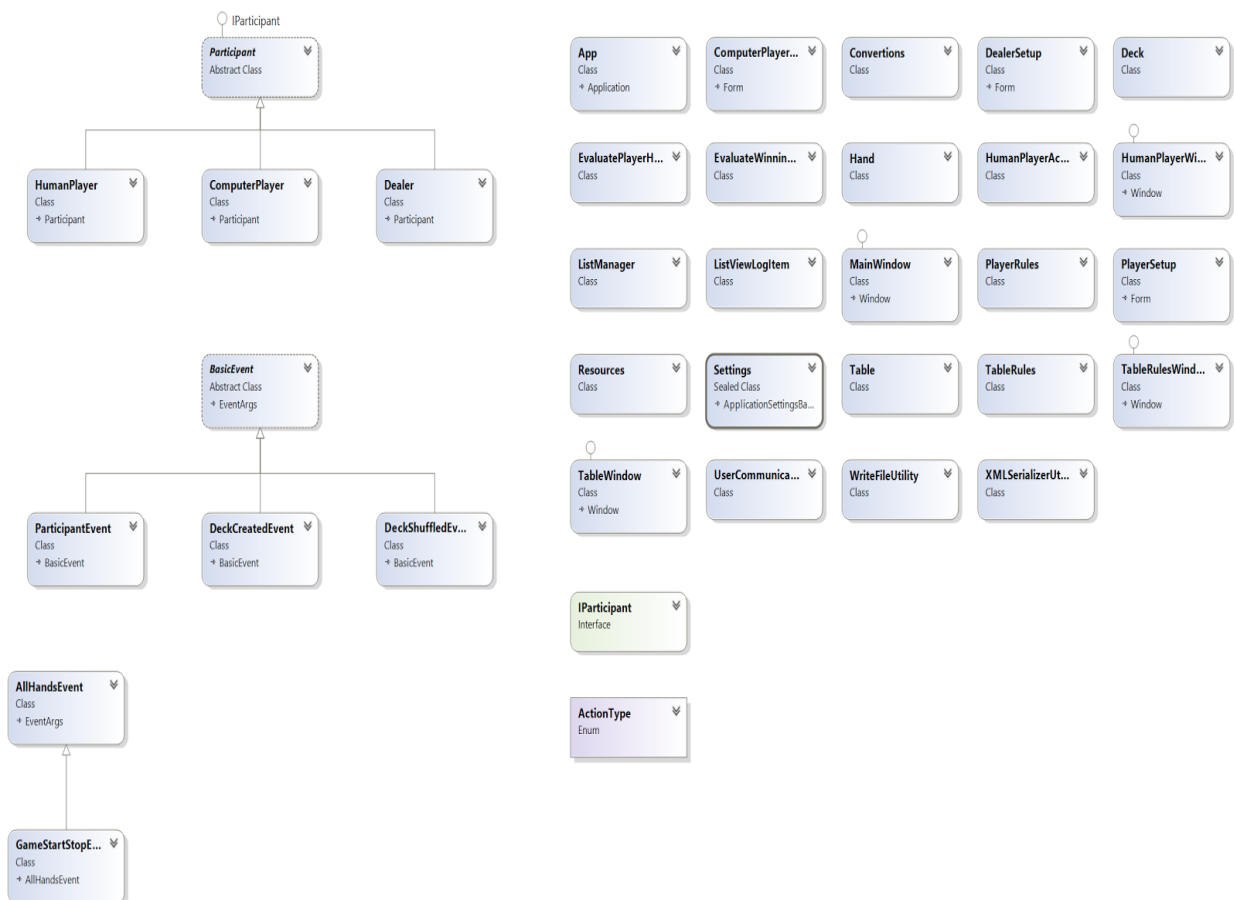 IParticipant
Participant
Abstract Class
HumanPlayer
Class
Participant
ComputerPlayer
Class
Participant
Dealer
Class
Participant
BasicEvent
Abstract Class
EventArgs
ParticipantEvent
Class
BasicEvent
DeckCreatedEvent
Class
BasicEvent
DeckShuffledEv...
Class
BasicEvent
AllHandsEvent
Class
EventArgs
GameStartStopE...
Class
AllHandsEvent
App
Class
Application
ComputerPlayer...
Class
Form
Convertions
Class
DealerSetup
Class
Form
Deck
Class
EvaluatePlayerH...
Class
EvaluateWinnin...
Class
Hand
Class
HumanPlayerAc...
Class
HumanPlayerWi...
Class
Window
ListManager
Class
ListViewLogItem
Class
MainWindow
Class
Window
PlayerRules
Class
PlayerSetup
Class
Form
Resources
Class
Settings
Sealed Class
ApplicationSettingsBa...
Table
Class
TableRules
Class
TableRulesWind...
Class
Window
TableWindow
Class
Window
UserCommunica...
Class
WriteFileUtility
Class
XMLSerializerUt...
Class
IParticipant
Interface
ActionType
Enum